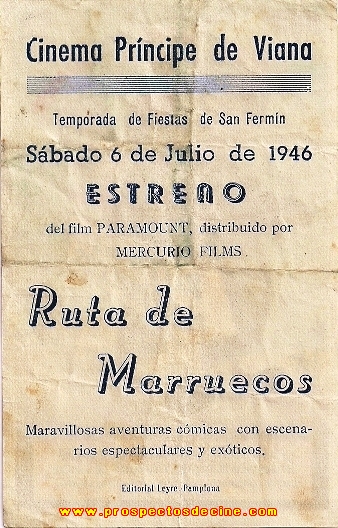 Cinema Príncipe de Viana
Temporada de Fiestas de San Fermín
Sábado 6 de Julio de 1946
ESTRENO
del film PARAMOUNT, distribuido por
MERCURIO FILMS
Ruta de
Marruecos
Maravillosas aventuras cómicas con escena-
rios espectaculares y exóticos.
Editorial Leyre. Pamplona
www.prospectosdecine.com